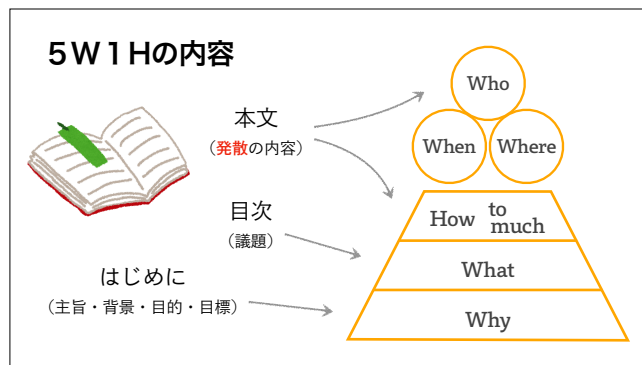 5W1Hの内容
本文
（発散の内容）
目次
（議題）
はじめに
（主旨・背景・目的・目標）
Who
When
Where
How to much
What
Why